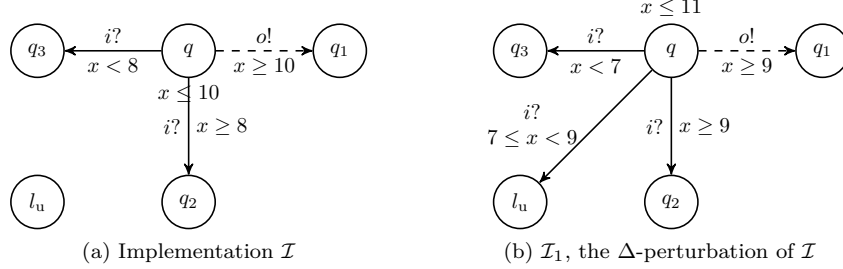 x ≤ 11
q₃ i? q o! q₁
x < 8 x ≥ 10
x ≤ 10
i? x ≥ 8
lᵤ q₂
(a) Implementation ℐ
q₃ i? q o! q₁
x < 7 x ≥ 9
i?
7 ≤ x < 9
i? x ≥ 9
lᵤ q₂
(b) ℐ₁, the Δ-perturbation of ℐ